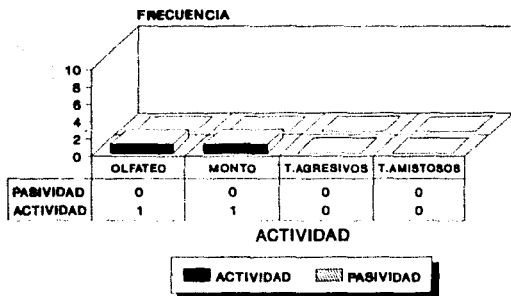 FRECUENCIA
10
8
6
4
2
0
OLFATEO MONTO T.AGRESIVOS T.AMISTOSOS
PASIVIDAD 0 0 0 0
ACTIVIDAD 1 1 0 0
ACTIVIDAD
ACTIVIDAD PASIVIDAD